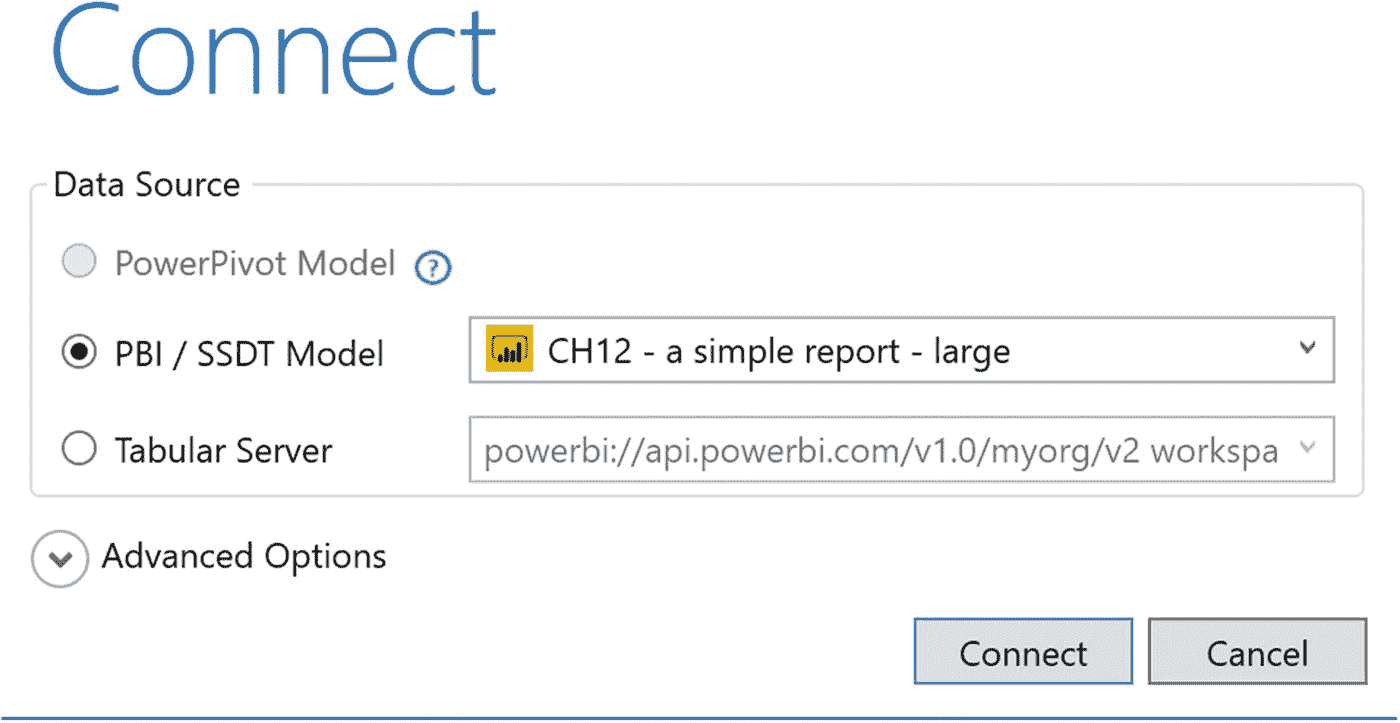 Connect
Data Source
PowerPivot Model ?
PBI / SSDT Model CH12 - a simple report - large
Tabular Server powerbi://api.powerbi.com/v1.0/myorg/v2 workspa
Advanced Options
Connect Cancel